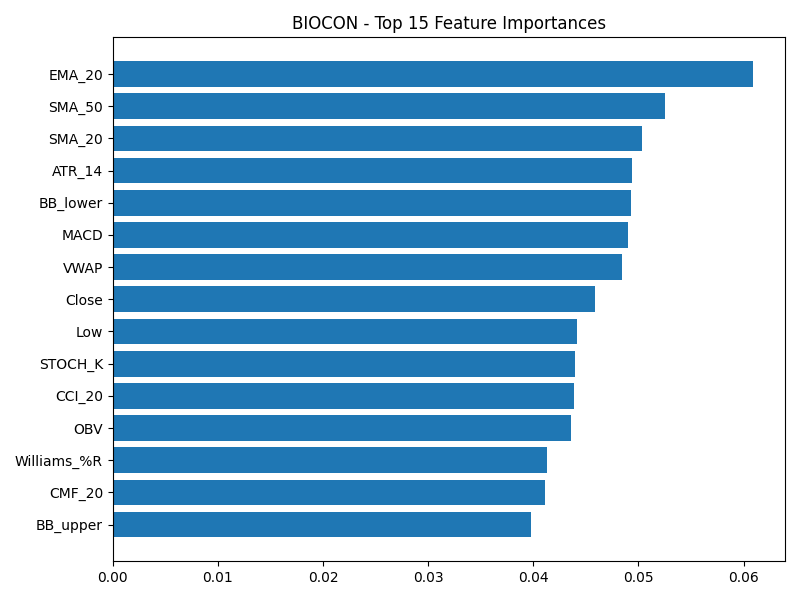 BIOCON - Top 15 Feature Importances
EMA_20
SMA_50
SMA_20
ATR_14
BB_lower
MACD
VWAP
Close
Low
STOCH_K
CCI_20
OBV
Williams_%R
CMF_20
BB_upper
0.00 0.01 0.02 0.03 0.04 0.05 0.06